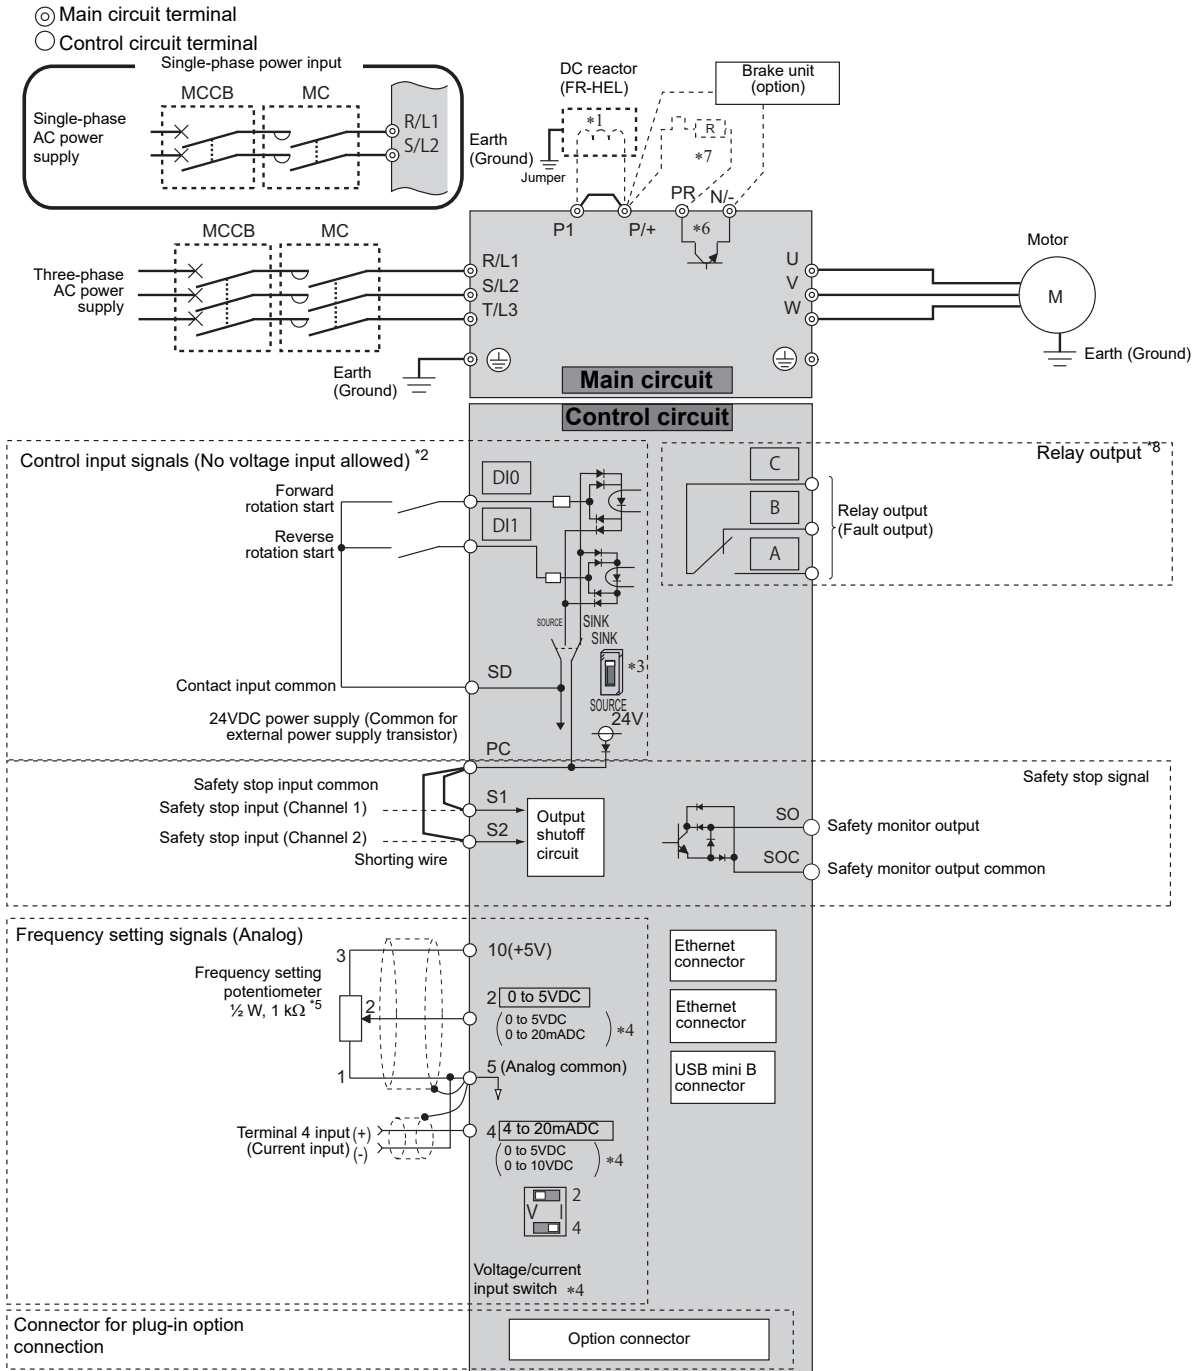 Main circuit terminal
Control circuit terminal
Single-phase power input
MCCB
MC
Single-phase
AC power
supply
R/L1
S/L2
Earth
(Ground)
DC reactor
(FR-HEL)
*1
Jumper
Brake unit
(option)
R
*7
P1
P/+
PR
N/-
*6
MCCB
MC
Three-phase
AC power
supply
R/L1
S/L2
T/L3
Earth
(Ground)
U
V
W
Motor
M
Earth (Ground)
Main circuit
Control circuit
Control input signals (No voltage input allowed) *2
Forward
rotation start
Reverse
rotation start
DI0
DI1
SOURCE
SINK
SINK
*3
SOURCE
SD
Contact input common
24VDC power supply (Common for
external power supply transistor)
24V
PC
Relay output *8
C
B
A
Relay output
(Fault output)
Safety stop signal
Safety stop input common
Safety stop input (Channel 1)
Safety stop input (Channel 2)
Shorting wire
S1
S2
Output
shutoff
circuit
SO
Safety monitor output
SOC
Safety monitor output common
Frequency setting signals (Analog)
Frequency setting
potentiometer
½ W, 1 kΩ *5
3
2
1
10(+5V)
2 0 to 5VDC
0 to 5VDC
0 to 20mADC
*4
5 (Analog common)
Terminal 4 input (+)
(Current input) (-)
4 4 to 20mADC
0 to 5VDC
0 to 10VDC
*4
2
V I
4
Voltage/current
input switch *4
Ethernet
connector
Ethernet
connector
USB mini B
connector
Connector for plug-in option
connection
Option connector